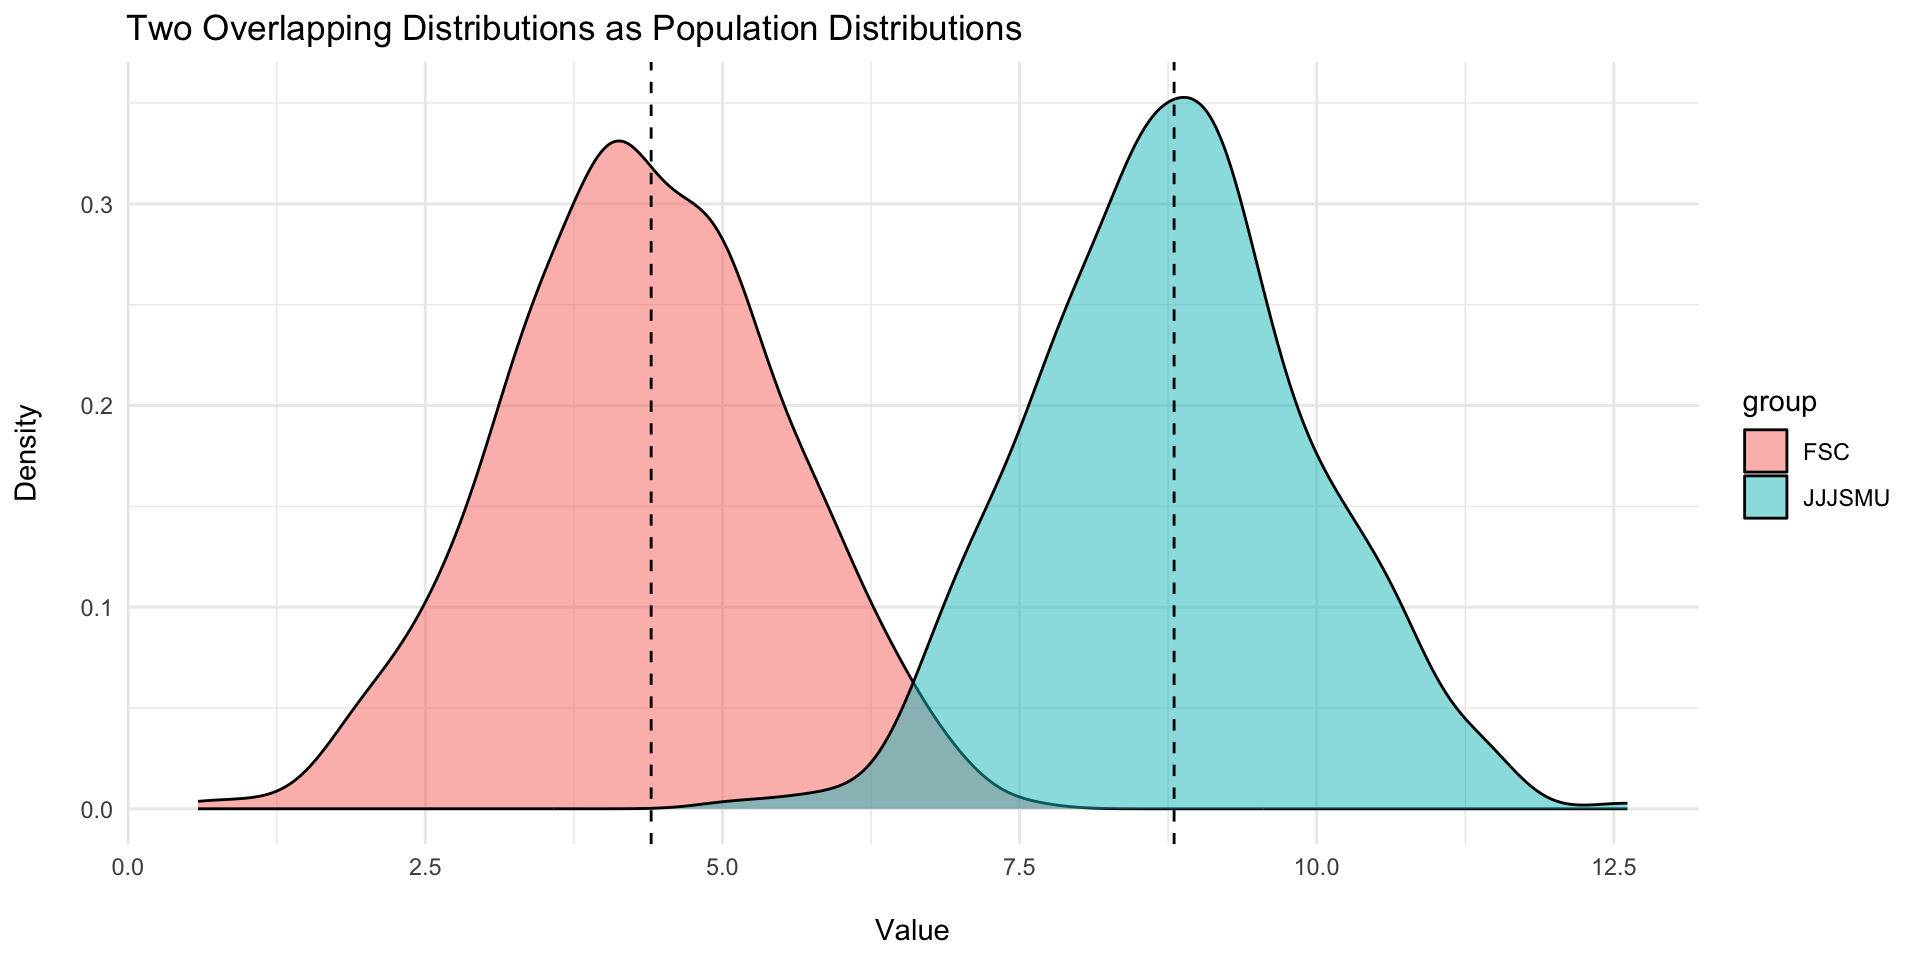 Two Overlapping Distributions as Population Distributions
0.3
0.2
0.1
0.0
Density
0.0 2.5 5.0 7.5 10.0 12.5
Value
group
FSC
JJJSMU